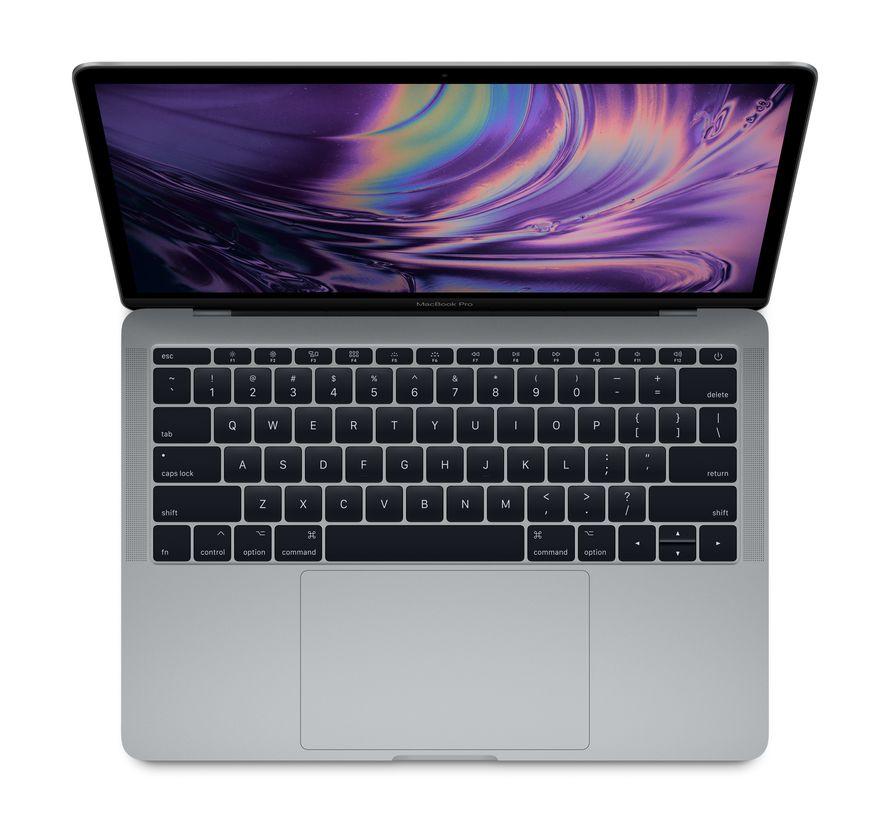 MacBook Pro
esc F1 F2 F3 F4 F5 F6 F7 F8 F9 F10 F11 F12
~ ! @ # $ % ^ & * ( ) — +
` 1 2 3 4 5 6 7 8 9 0 - = delete
{ } |
tab Q W E R T Y U I O P [ ] \
: "
caps lock A S D F G H J K L ; ' return
< > ?
shift Z X C V B N M , . / shift
^ ⌥ ⌘ ⌘ ⌥
fn control option command command option ◂ ▴ ▾ ▸